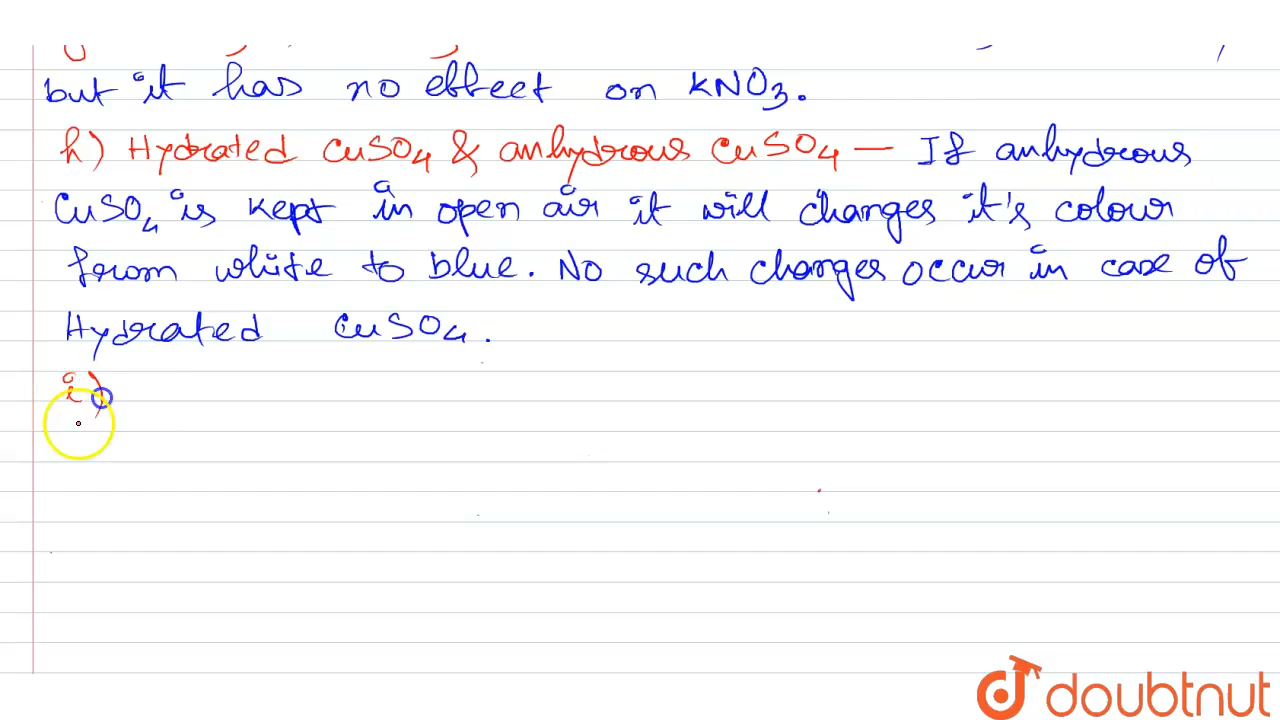 but it has no effect on KNO3.
h) Hydrated CuSO4 & anhydrous CuSO4 — If anhydrous
CuSO4 is kept in open air it will changes it's colour
from white to blue. No such changes occur in case of
Hydrated CuSO4.
i)
doubtnut